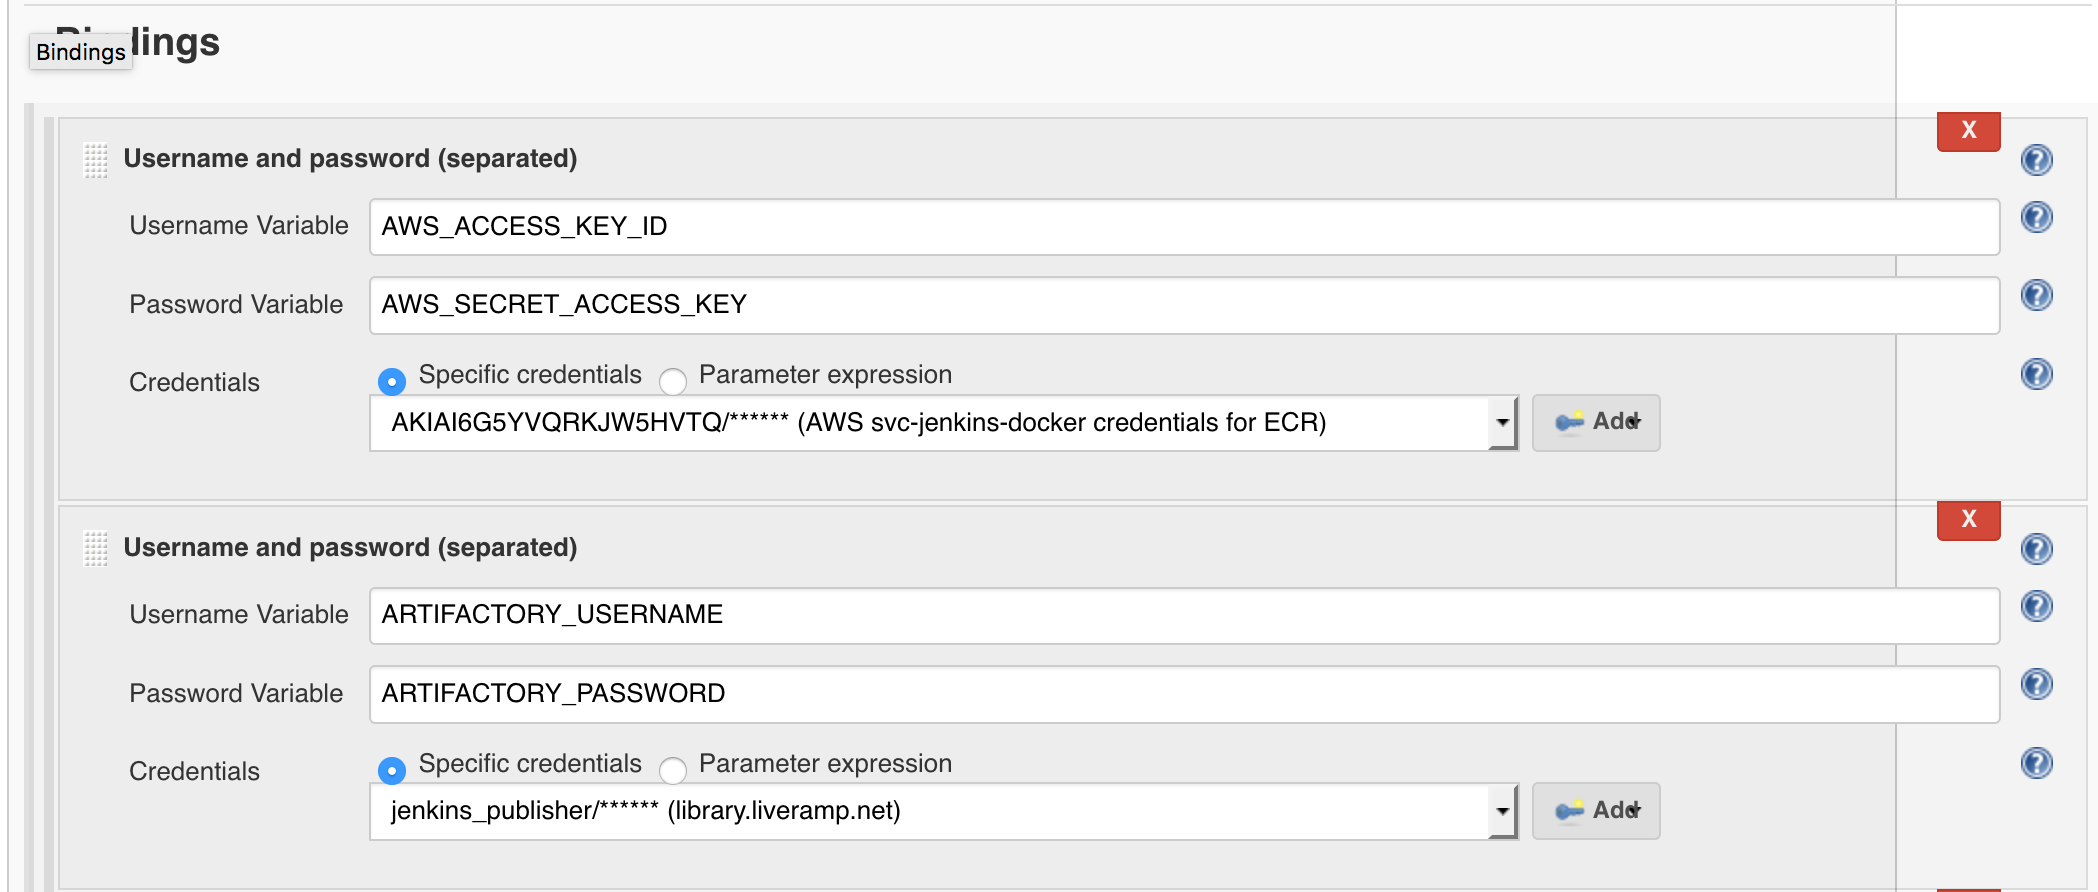 Bindings
Bindings
X
Username and password (separated)
Username Variable
AWS_ACCESS_KEY_ID
Password Variable
AWS_SECRET_ACCESS_KEY
Credentials
Specific credentials Parameter expression
AKIAI6G5YVQRKJW5HVTQ/****** (AWS svc-jenkins-docker credentials for ECR)
Add
X
Username and password (separated)
Username Variable
ARTIFACTORY_USERNAME
Password Variable
ARTIFACTORY_PASSWORD
Credentials
Specific credentials Parameter expression
jenkins_publisher/****** (library.liveramp.net)
Add